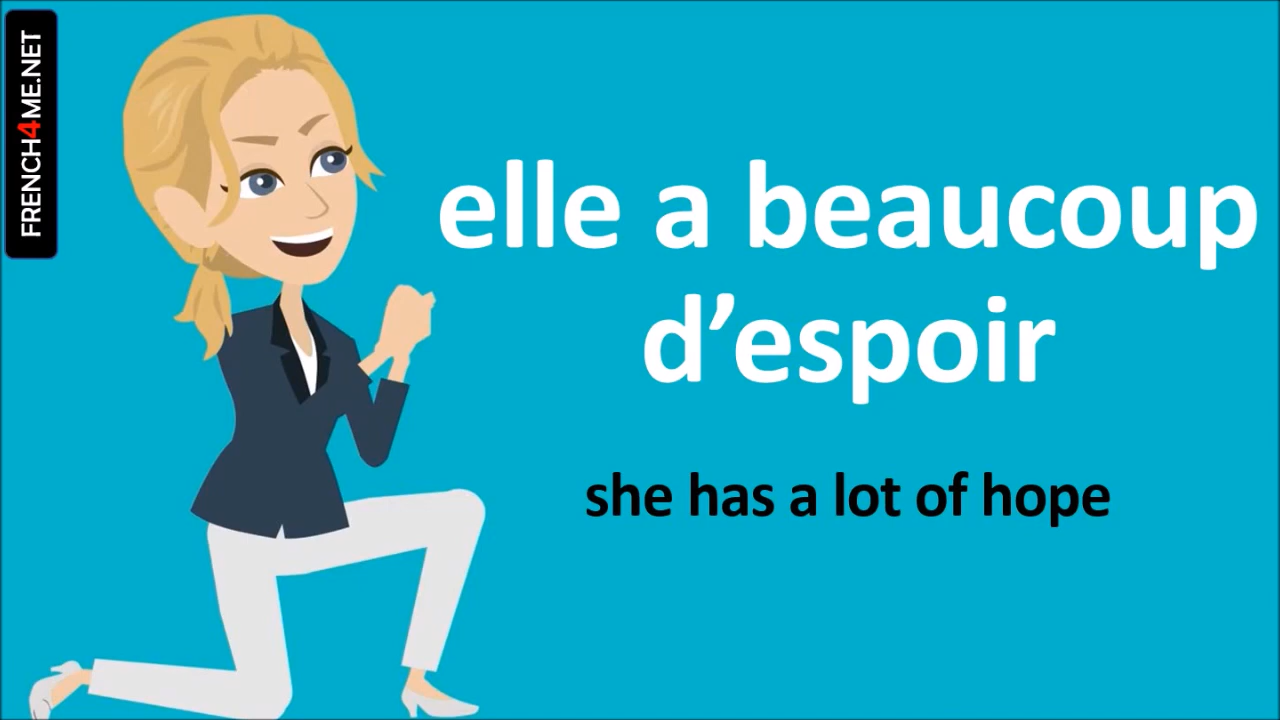 FRENCH4ME.NET
elle a beaucoup
d’espoir
she has a lot of hope